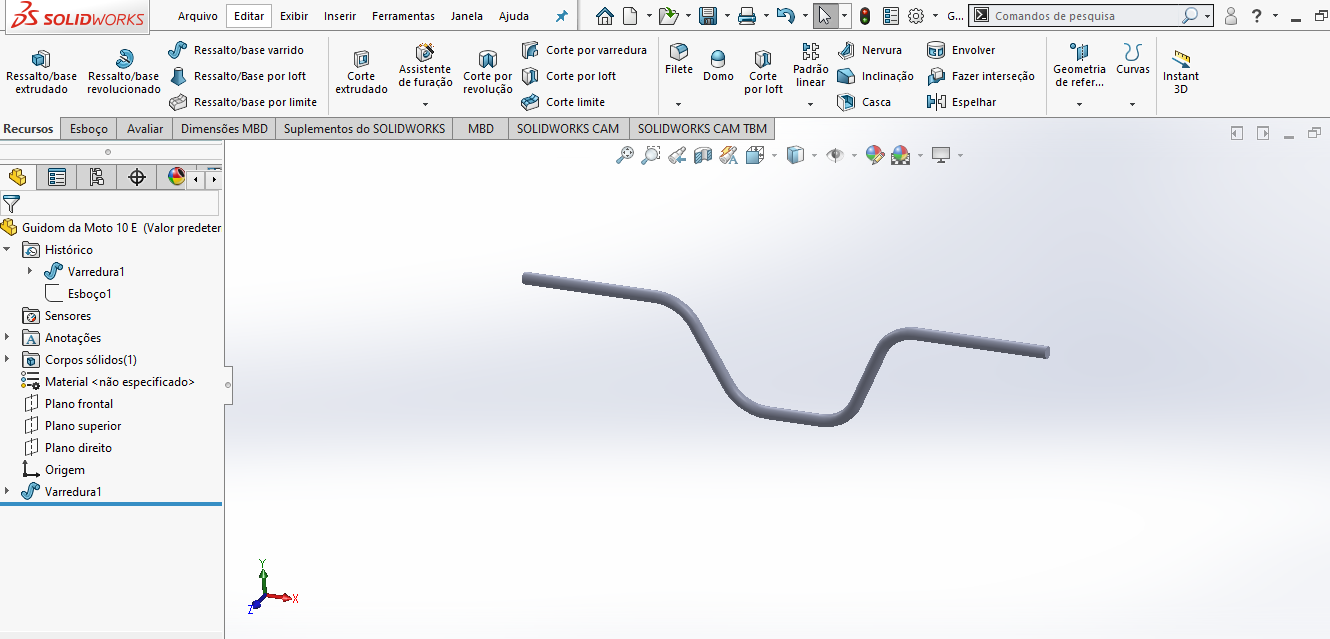 SOLIDWORKS
Arquivo Editar Exibir Inserir Ferramentas Janela Ajuda
G...
Comandos de pesquisa
?
Ressalto/base extrudado
Ressalto/base revolucionado
Ressalto/base varrido
Ressalto/Base por loft
Ressalto/base por limite
Corte extrudado
Assistente de furação
Corte por revolução
Corte por varredura
Corte por loft
Corte limite
Filete
Domo
Corte por loft
Padrão linear
Nervura
Inclinação
Casca
Envolver
Fazer interseção
Espelhar
Geometria de refer...
Curvas
Instant 3D
Recursos Esboço Avaliar Dimensões MBD Suplementos do SOLIDWORKS MBD SOLIDWORKS CAM SOLIDWORKS CAM TBM
Guidom da Moto 10 E (Valor predeter
Histórico
Varredura1
Esboço1
Sensores
A Anotações
Corpos sólidos(1)
Material <não especificado>
Plano frontal
Plano superior
Plano direito
Origem
Varredura1
Y
X
Z